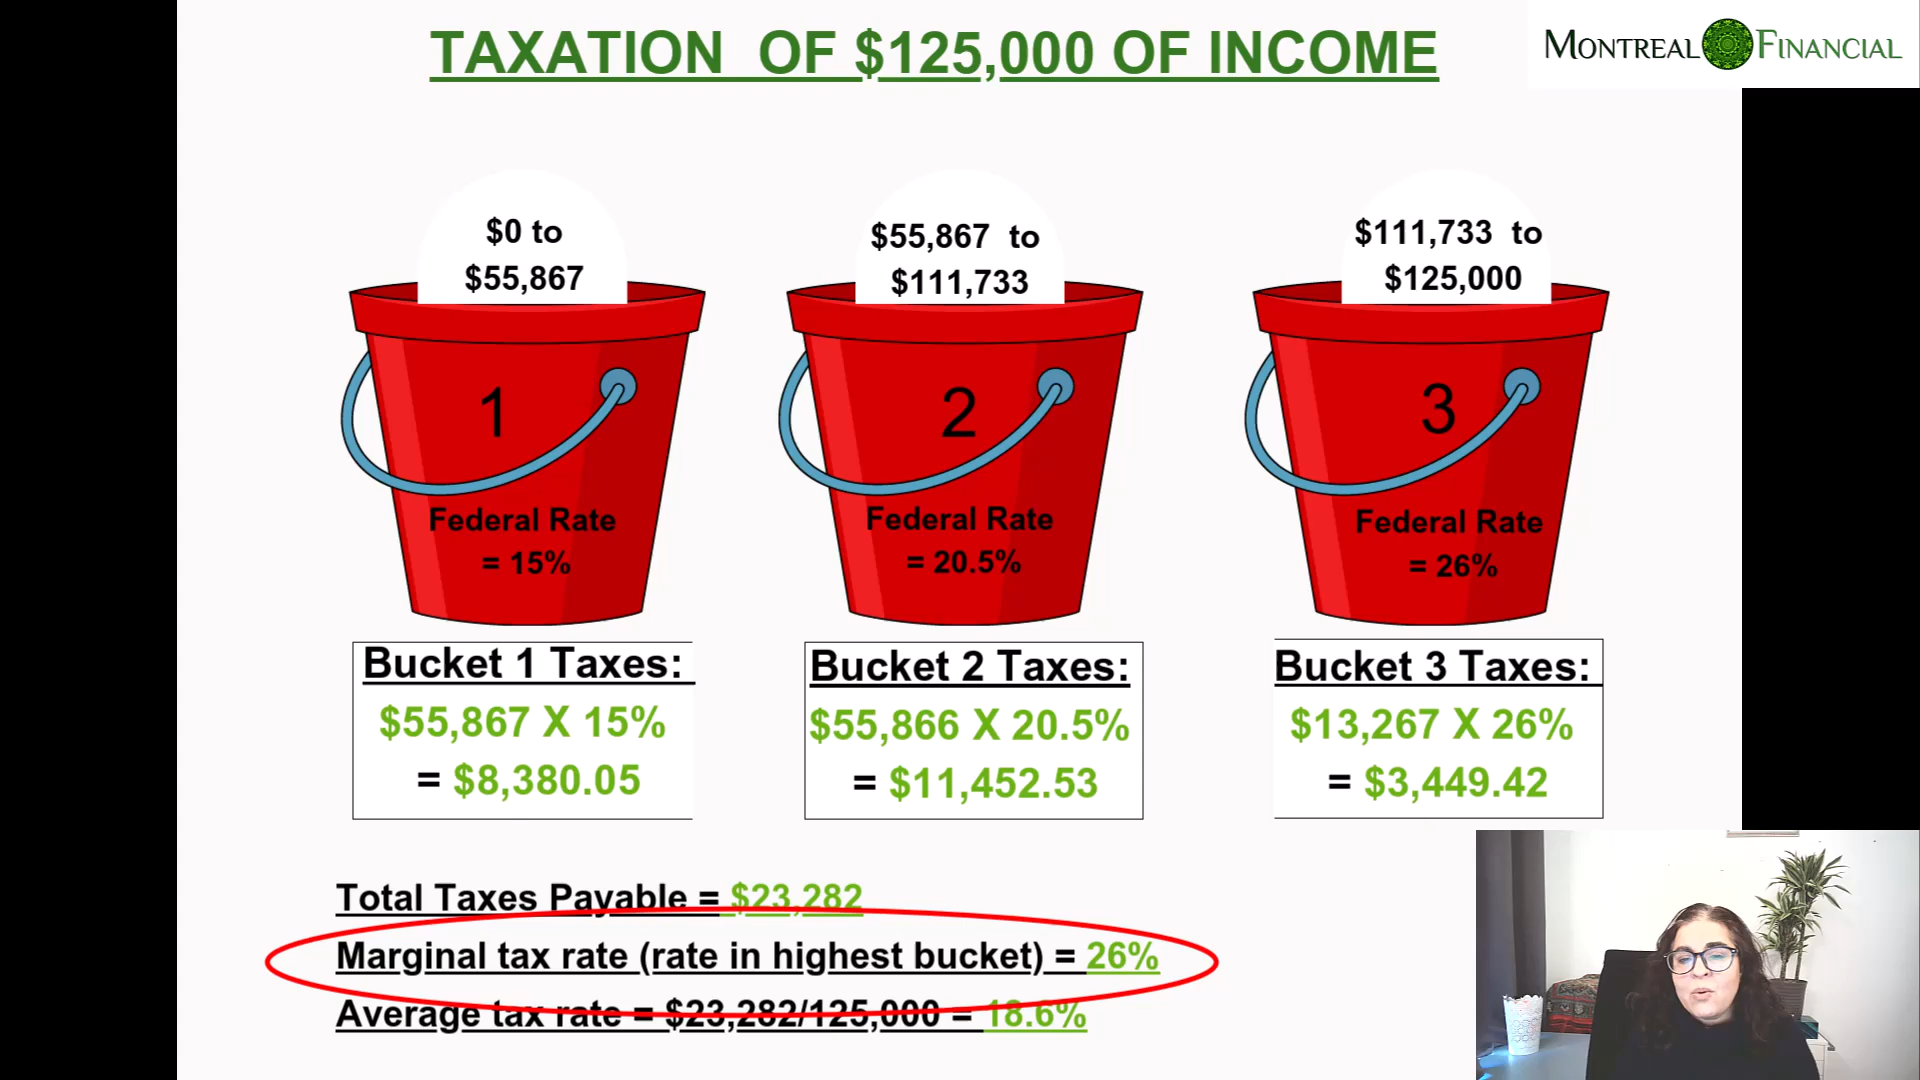 TAXATION OF $125,000 OF INCOME
MONTREAL FINANCIAL
$0 to
$55,867
$55,867 to
$111,733
$111,733 to
$125,000
1
2
3
Federal Rate
= 15%
Federal Rate
= 20.5%
Federal Rate
= 26%
Bucket 1 Taxes:
$55,867 X 15%
= $8,380.05
Bucket 2 Taxes:
$55,866 X 20.5%
= $11,452.53
Bucket 3 Taxes:
$13,267 X 26%
= $3,449.42
Total Taxes Payable = $23,282
Marginal tax rate (rate in highest bucket) = 26%
Average tax rate = $23,282/125,000 = 18.6%